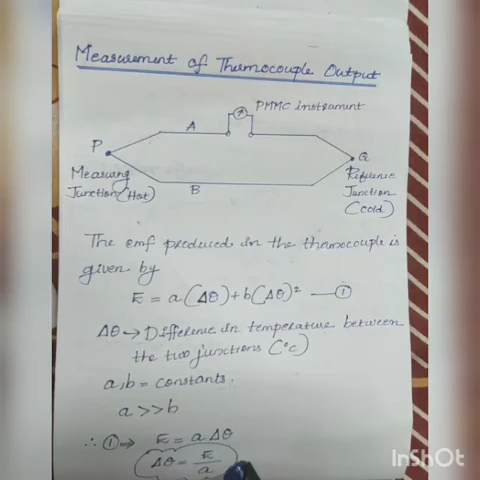 Measurement of Thermocouple Output
PMMC instrument
A
P
Q
Measuring
Junction (Hot)
B
Reference
Junction
(cold)
The emf produced in the thermocouple is
given by
E = a(Δθ) + b(Δθ)² —①
Δθ → Difference in temperature between
the two junctions (°C)
a, b = constants.
a >> b
∴ ① ⇒ E = a Δθ
Δθ = E/a
InShOt